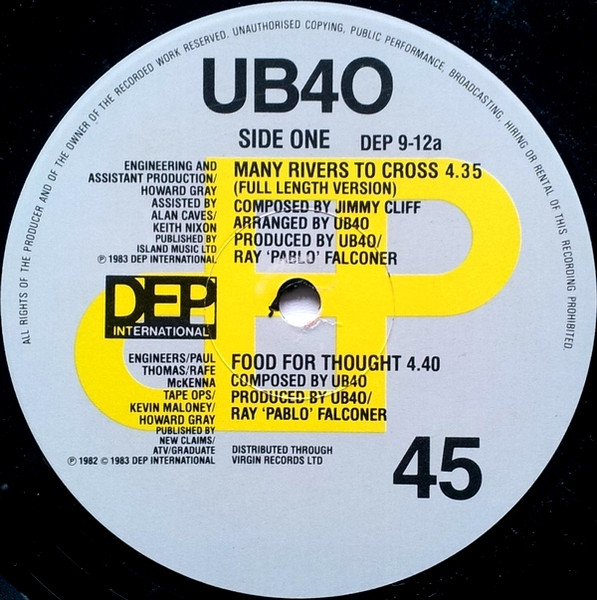 ALL RIGHTS OF THE PRODUCER AND OF THE OWNER OF THE RECORDED WORK RESERVED, UNAUTHORISED COPYING, PUBLIC PERFORMANCE, BROADCASTING, HIRING OR RENTAL OF THIS RECORDING PROHIBITED.
UB40
SIDE ONE DEP 9-12a
ENGINEERING AND
ASSISTANT PRODUCTION/
HOWARD GRAY
ASSISTED BY
ALAN CAVES/
KEITH NIXON
PUBLISHED BY
ISLAND MUSIC LTD
℗ 1983 DEP INTERNATIONAL
MANY RIVERS TO CROSS 4.35
(FULL LENGTH VERSION)
COMPOSED BY JIMMY CLIFF
ARRANGED BY UB40
PRODUCED BY UB40/
RAY 'PABLO' FALCONER
DEP
INTERNATIONAL
ENGINEERS/PAUL
THOMAS/RAFE
McKENNA
TAPE OPS/
KEVIN MALONEY/
HOWARD GRAY
PUBLISHED BY
NEW CLAIMS/
ATV/GRADUATE
℗ 1982 © 1983 DEP INTERNATIONAL
FOOD FOR THOUGHT 4.40
COMPOSED BY UB40
PRODUCED BY UB40/
RAY 'PABLO' FALCONER
DISTRIBUTED THROUGH
VIRGIN RECORDS LTD
45